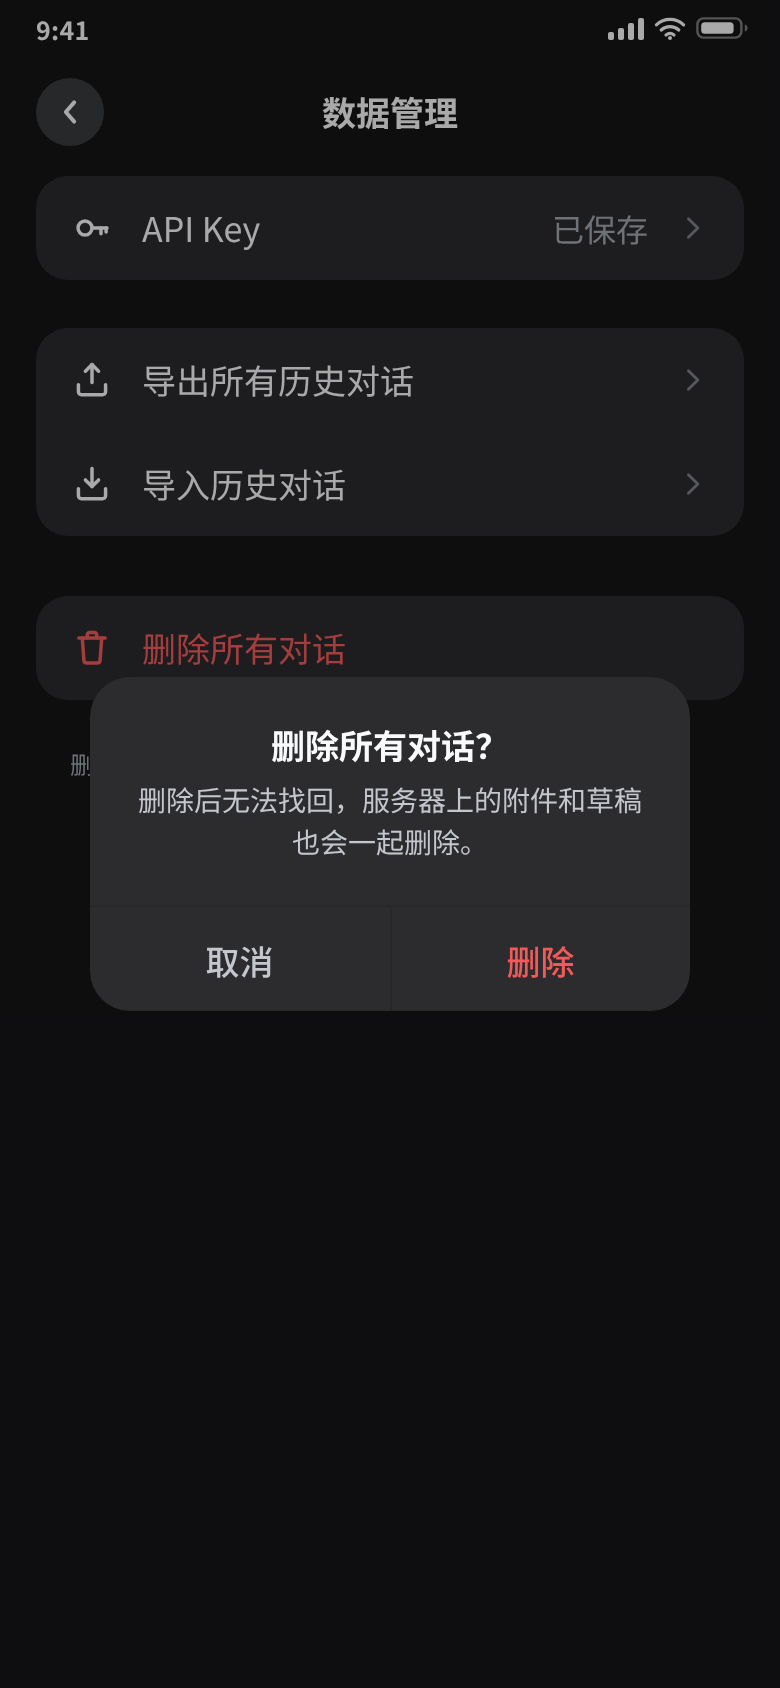 9:41
数据管理
API Key 已保存
导出所有历史对话
导入历史对话
删除所有对话
删
删除所有对话?
删除后无法找回，服务器上的附件和草稿
也会一起删除。
取消 删除